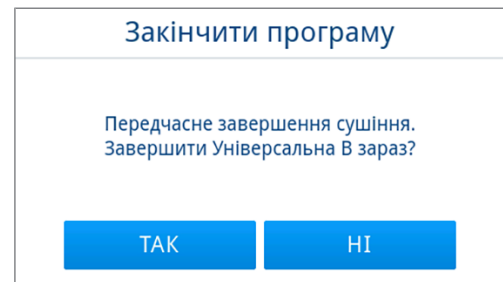 Закінчити програму
Передчасне завершення сушіння.
Завершити Універсальна В зараз?
ТАК
НІ